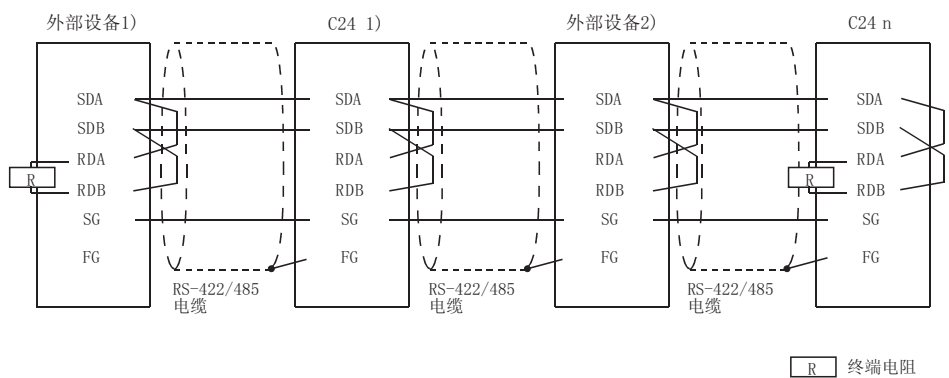 外部设备1)
C24 1)
外部设备2)
C24 n
SDA
SDB
RDA
RDB
SG
FG
R
SDA
SDB
RDA
RDB
SG
FG
SDA
SDB
RDA
RDB
SG
FG
SDA
SDB
RDA
RDB
SG
FG
R
RS-422/485
电缆
RS-422/485
电缆
RS-422/485
电缆
R 终端电阻